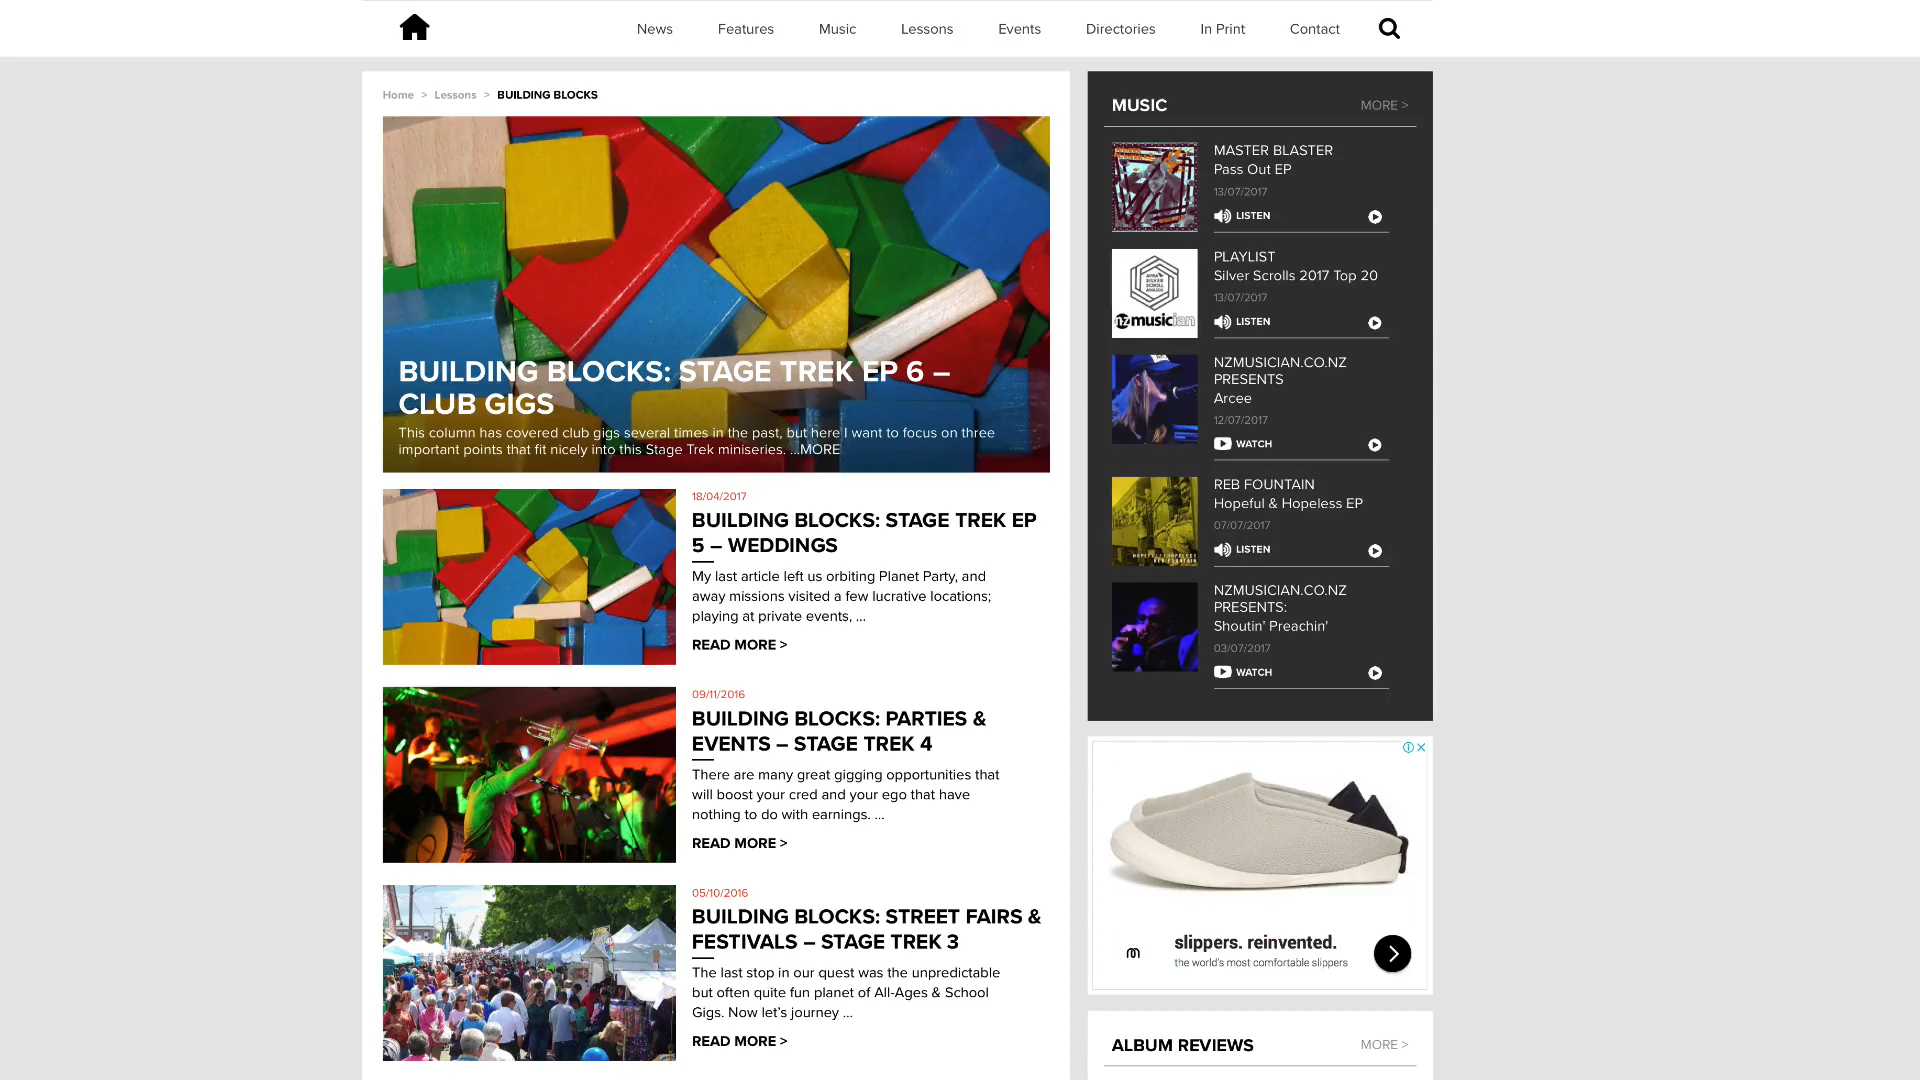 News
Features
Music
Lessons
Events
Directories
In Print
Contact
Home > Lessons > BUILDING BLOCKS
BUILDING BLOCKS: STAGE TREK EP 6 –
CLUB GIGS
This column has covered club gigs several times in the past, but here I want to focus on three
important points that fit nicely into this Stage Trek miniseries. ...MORE
18/04/2017
BUILDING BLOCKS: STAGE TREK EP
5 – WEDDINGS
My last article left us orbiting Planet Party, and
away missions visited a few lucrative locations;
playing at private events, ...
READ MORE >
09/11/2016
BUILDING BLOCKS: PARTIES &
EVENTS – STAGE TREK 4
There are many great gigging opportunities that
will boost your cred and your ego that have
nothing to do with earnings. ...
READ MORE >
05/10/2016
BUILDING BLOCKS: STREET FAIRS &
FESTIVALS – STAGE TREK 3
The last stop in our quest was the unpredictable
but often quite fun planet of All-Ages & School
Gigs. Now let's journey ...
READ MORE >
MUSIC
MORE >
MASTER BLASTER
Pass Out EP
13/07/2017
LISTEN
APRA
SILVER
SCROLL
AWARDS
nzmusician
PLAYLIST
Silver Scrolls 2017 Top 20
13/07/2017
LISTEN
NZMUSICIAN.CO.NZ
PRESENTS
Arcee
12/07/2017
WATCH
HOPEFUL & HOPELESS
REB FOUNTAIN
REB FOUNTAIN
Hopeful & Hopeless EP
07/07/2017
LISTEN
NZMUSICIAN.CO.NZ
PRESENTS:
Shoutin' Preachin'
03/07/2017
WATCH
slippers. reinvented.
the world's most comfortable slippers
ALBUM REVIEWS
MORE >